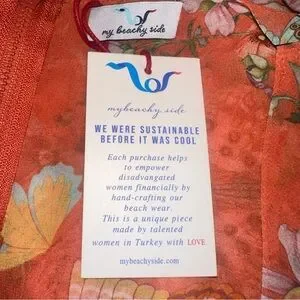 my beachy side
mybeachy side
WE WERE SUSTAINABLE
BEFORE IT WAS COOL
Each purchase helps
to empower
disadvangated
women financially by
hand-crafting our
beach wear.
This is a unique piece
made by talented
women in Turkey with LOVE
mybeachyside.com